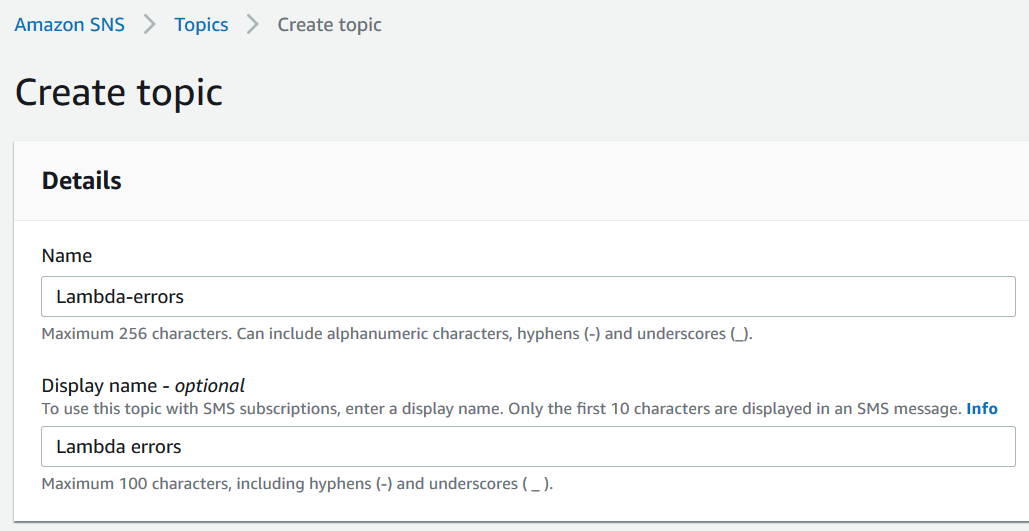 Amazon SNS > Topics > Create topic
Create topic
Details
Name
Lambda-errors
Maximum 256 characters. Can include alphanumeric characters, hyphens (-) and underscores (_).
Display name - optional
To use this topic with SMS subscriptions, enter a display name. Only the first 10 characters are displayed in an SMS message. Info
Lambda errors
Maximum 100 characters, including hyphens (-) and underscores ( _ ).